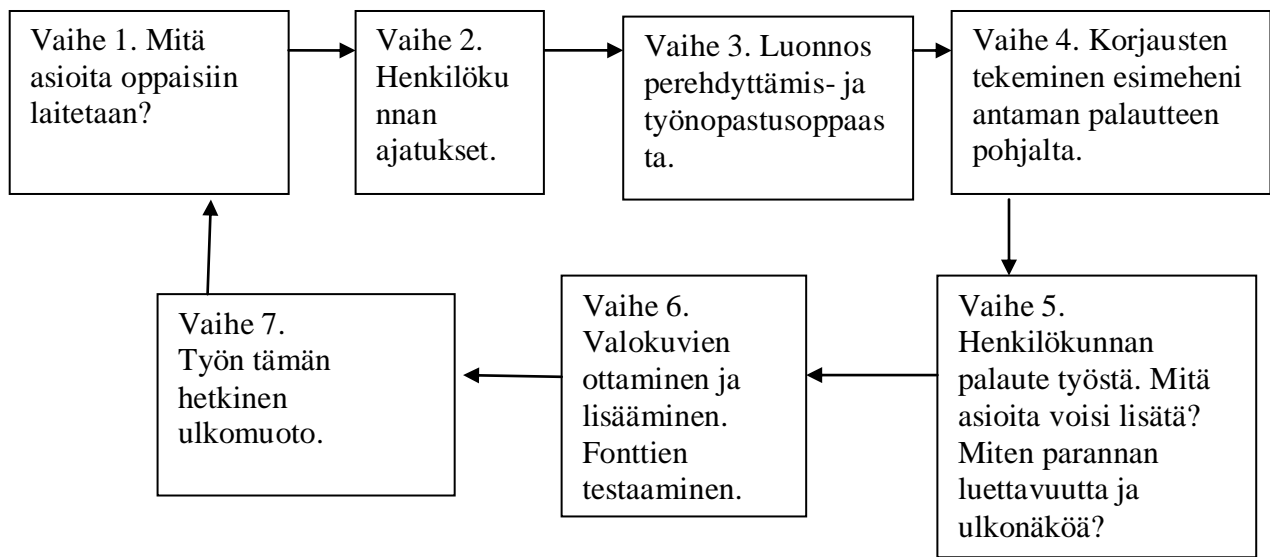 Vaihe 1. Mitä
asioita oppaisiin
laitetaan?
Vaihe 2.
Henkilöku
nnan
ajatukset.
Vaihe 3. Luonnos
perehdyttämis- ja
työnopastusoppaas
ta.
Vaihe 4. Korjausten
tekeminen esimeheni
antaman palautteen
pohjalta.
Vaihe 5.
Henkilökunnan
palaute työstä. Mitä
asioita voisi lisätä?
Miten parannan
luettavuutta ja
ulkonäköä?
Vaihe 6.
Valokuvien
ottaminen ja
lisääminen.
Fonttien
testaaminen.
Vaihe 7.
Työn tämän
hetkinen
ulkomuoto.